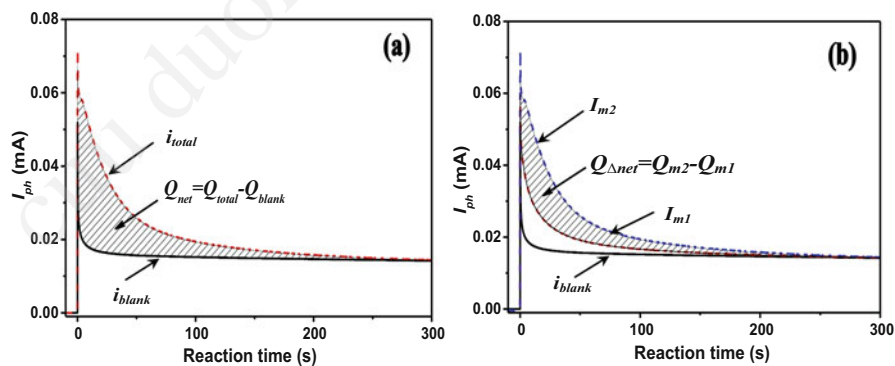 (a)
0.08
0.06
0.04
0.02
0.00
I_ph (mA)
i_total
Q_net=Q_total-Q_blank
i_blank
0
100
200
300
Reaction time (s)
(b)
0.08
0.06
0.04
0.02
0.00
I_ph (mA)
I_m2
Q_Δnet=Q_m2-Q_m1
I_m1
i_blank
0
100
200
300
Reaction time (s)